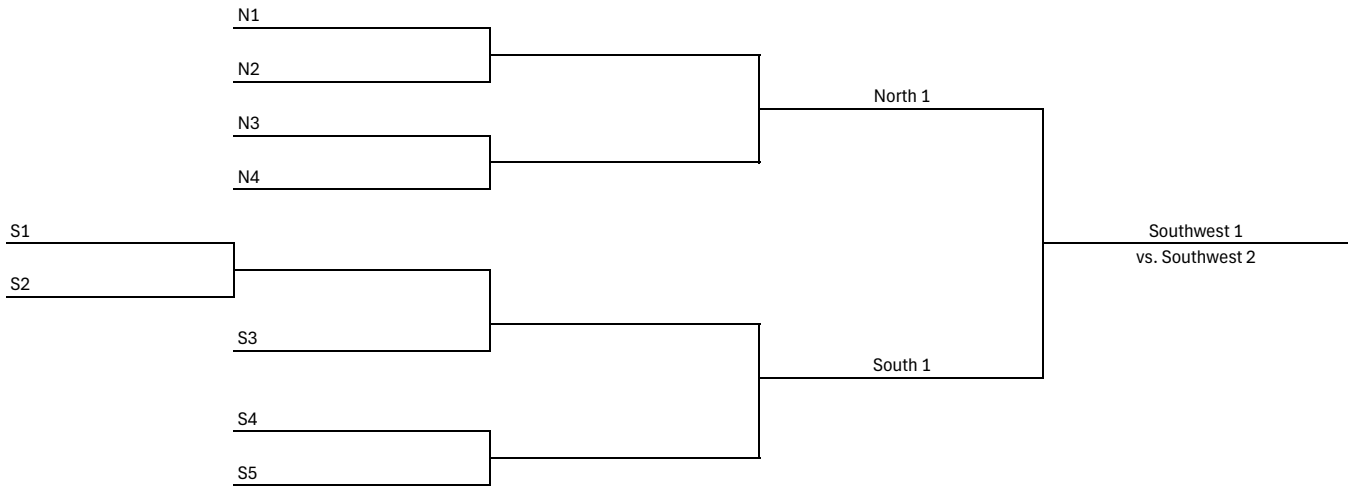 N1
N2
North 1
N3
N4
S1
Southwest 1
vs. Southwest 2
S2
S3
South 1
S4
S5